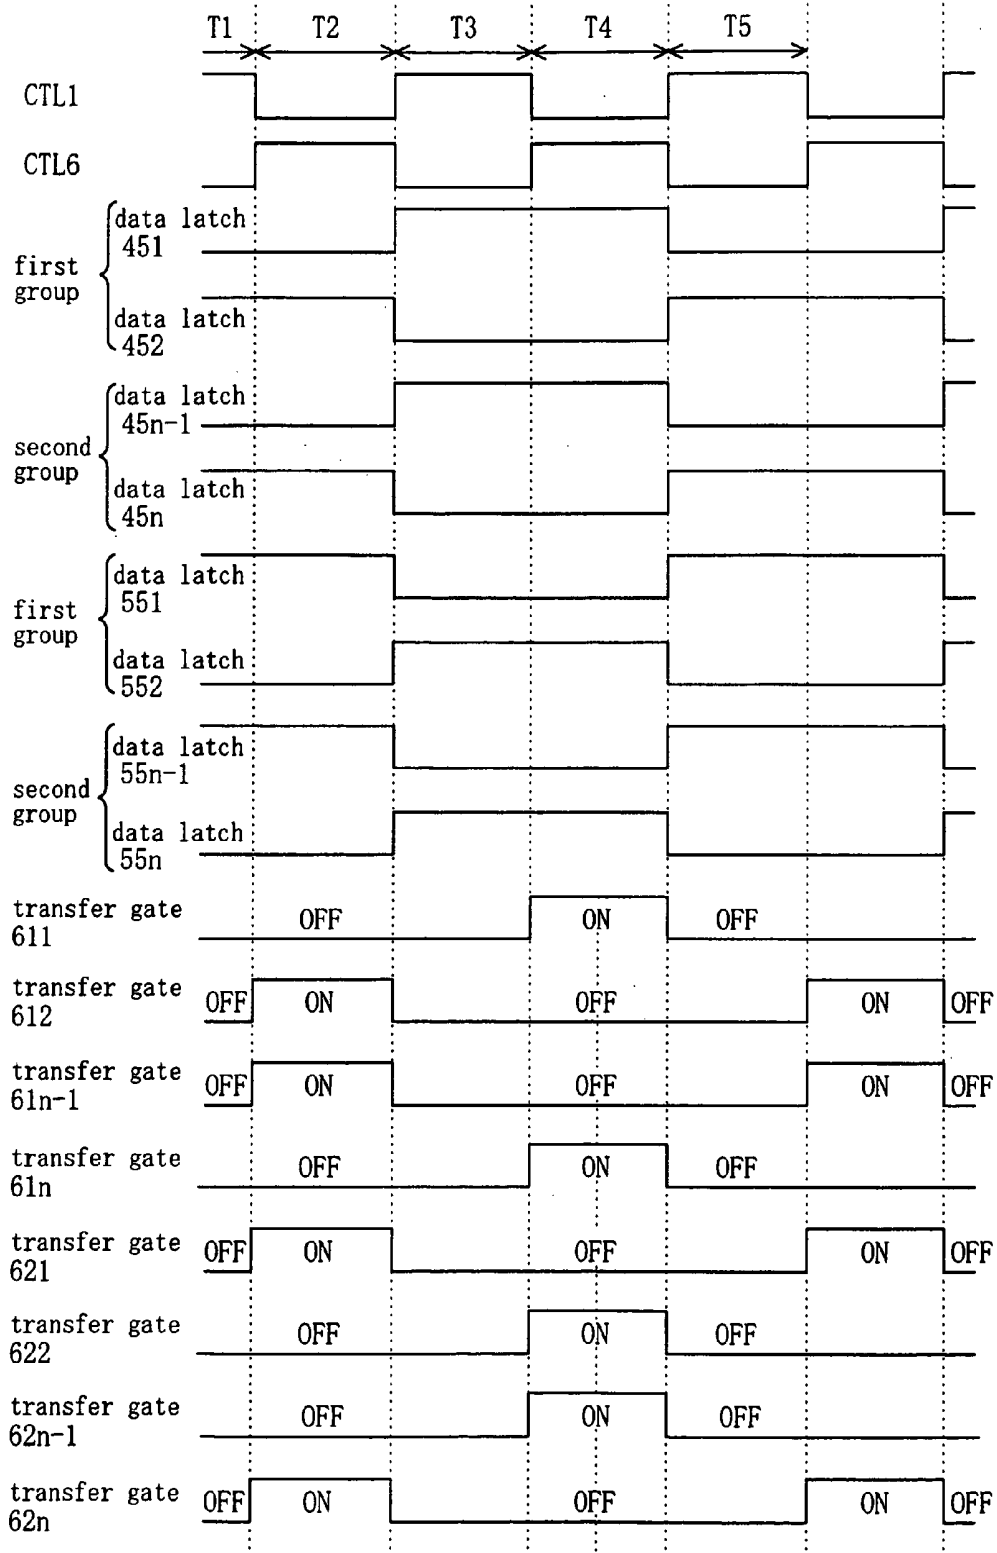 T1 T2 T3 T4 T5
CTL1
CTL6
data latch
451
first
group
data latch
452
data latch
45n-1
second
group
data latch
45n
data latch
551
first
group
data latch
552
data latch
55n-1
second
group
data latch
55n
transfer gate
611
OFF ON OFF
transfer gate
612
OFF ON OFF ON OFF
transfer gate
61n-1
OFF ON OFF ON OFF
transfer gate
61n
OFF ON OFF
transfer gate
621
OFF ON OFF ON OFF
transfer gate
622
OFF ON OFF
transfer gate
62n-1
OFF ON OFF
transfer gate
62n
OFF ON OFF ON OFF